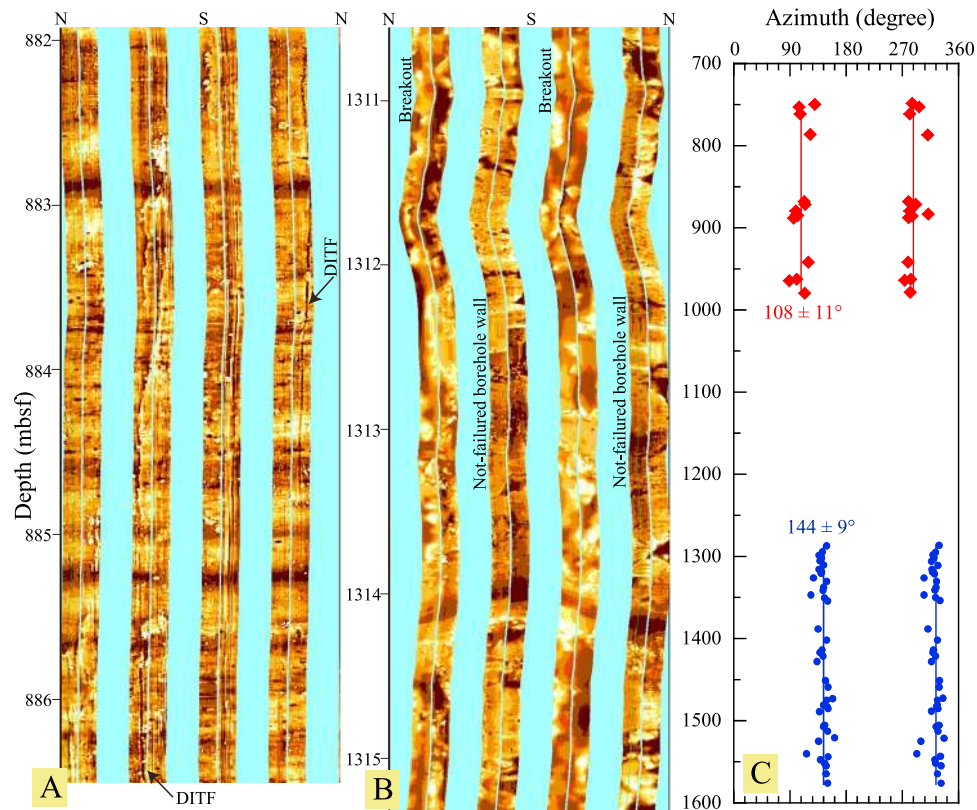 N
S
N
882
883
884
885
886
Depth (mbsf)
DITF
DITF
A
N
S
N
1311
1312
1313
1314
1315
Breakout
Not-failured borehole wall
Breakout
Not-failured borehole wall
B
Azimuth (degree)
0 90 180 270 360
700
800
900
1000
1100
1200
1300
1400
1500
1600
108 ± 11°
144 ± 9°
C